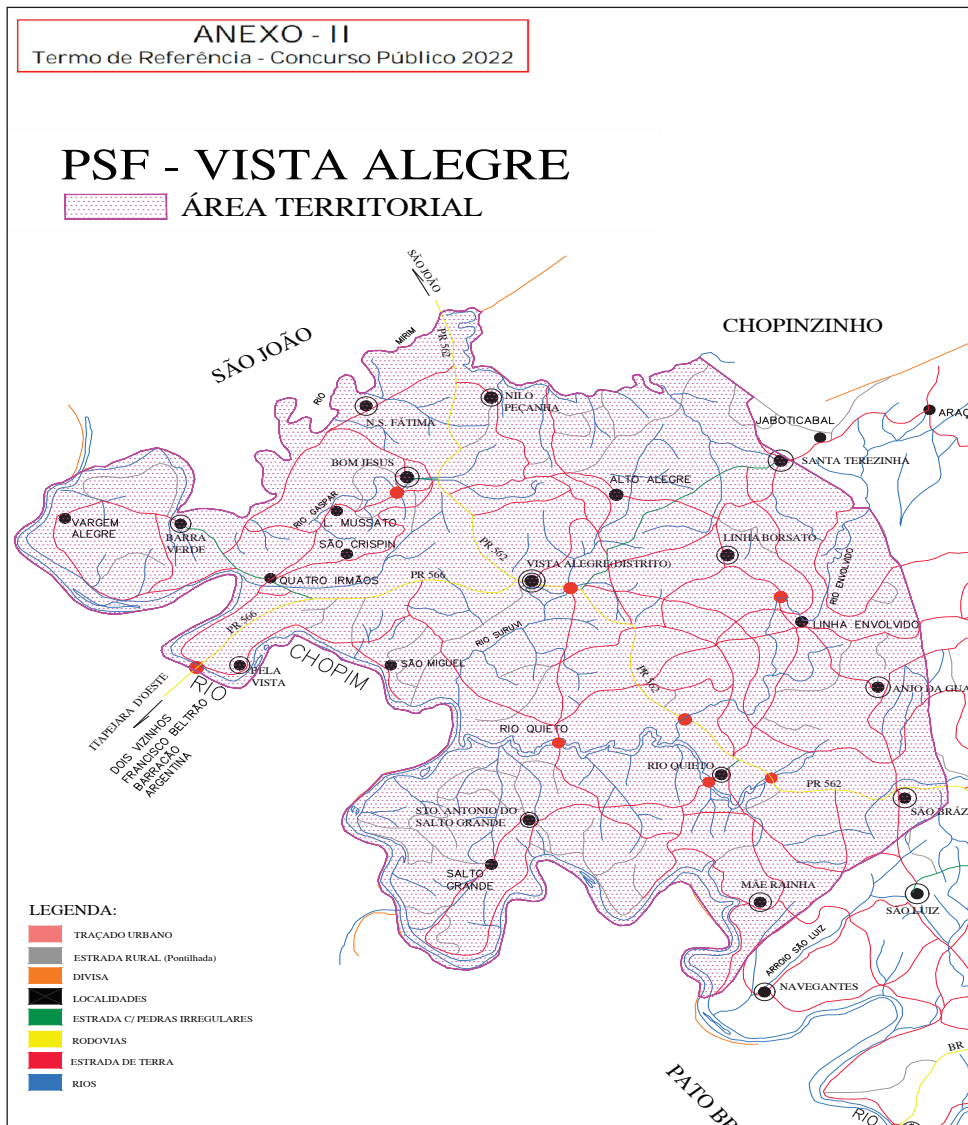 ANEXO - II
Termo de Referência - Concurso Público 2022
PSF - VISTA ALEGRE
ÁREA TERRITORIAL
SÃO JOÃO
SÃO JOÃO
CHOPINZINHO
PR 562
RIO
MIRIM
N.S. FÁTIMA
NILO
PEÇANHA
JABOTICABAL
SANTA TEREZINHA
BOM JESUS
ALTO ALEGRE
RIO GASPAR
L. MUSSATO
VARGEM
ALEGRE
BARRA
VERDE
SÃO CRISPIN
PR 562
LINHA BORSATO
VISTA ALEGRE(DISTRITO)
QUATRO IRMÃOS
PR 566
RIO ENVOLVIDO
LINHA ENVOLVIDO
PR 566
RIO SURUVI
RIO CHOPIM
BELA
VISTA
SÃO MIGUEL
PR 562
ANJO DA GUA
ITAPEJARA D'OESTE
DOIS VIZINHOS
FRANCISCO BELTRÃO
BARRACÃO
ARGENTINA
RIO QUIETO
RIO QUIETO
PR 562
SÃO BRÁZ
STO. ANTONIO DO
SALTO GRANDE
SALTO
GRANDE
MÃE RAINHA
SÃO LUIZ
ARROIO SÃO LUIZ
NAVEGANTES
BR
RIO
LEGENDA:
TRAÇADO URBANO
ESTRADA RURAL (Pontilhada)
DIVISA
LOCALIDADES
ESTRADA C/ PEDRAS IRREGULARES
RODOVIAS
ESTRADA DE TERRA
RIOS